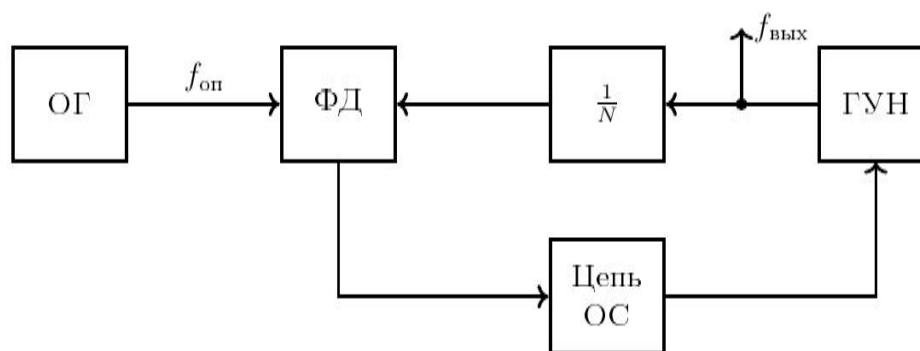 f_вых
ОГ
f_оп
ФД
1/N
ГУН
Цепь
ОС